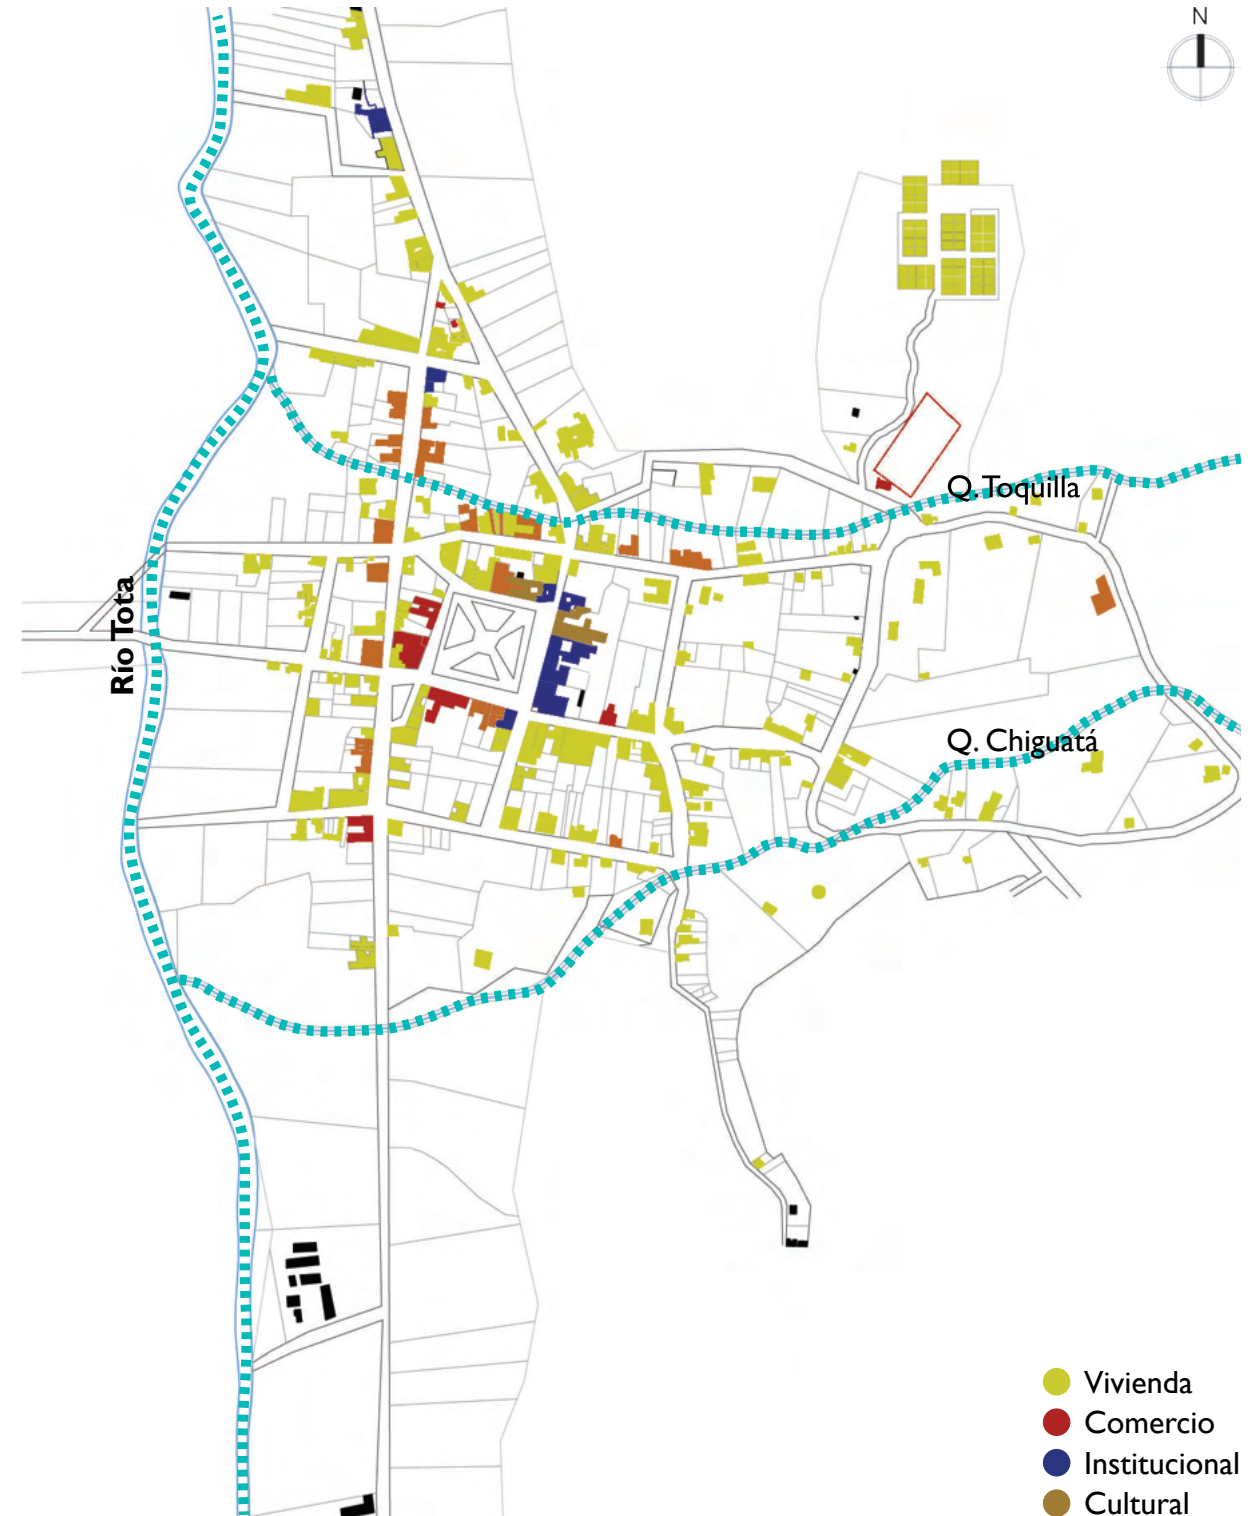 N
Q. Toquilla
Río Tota
Q. Chiguatá
Vivienda
Comercio
Institucional
Cultural